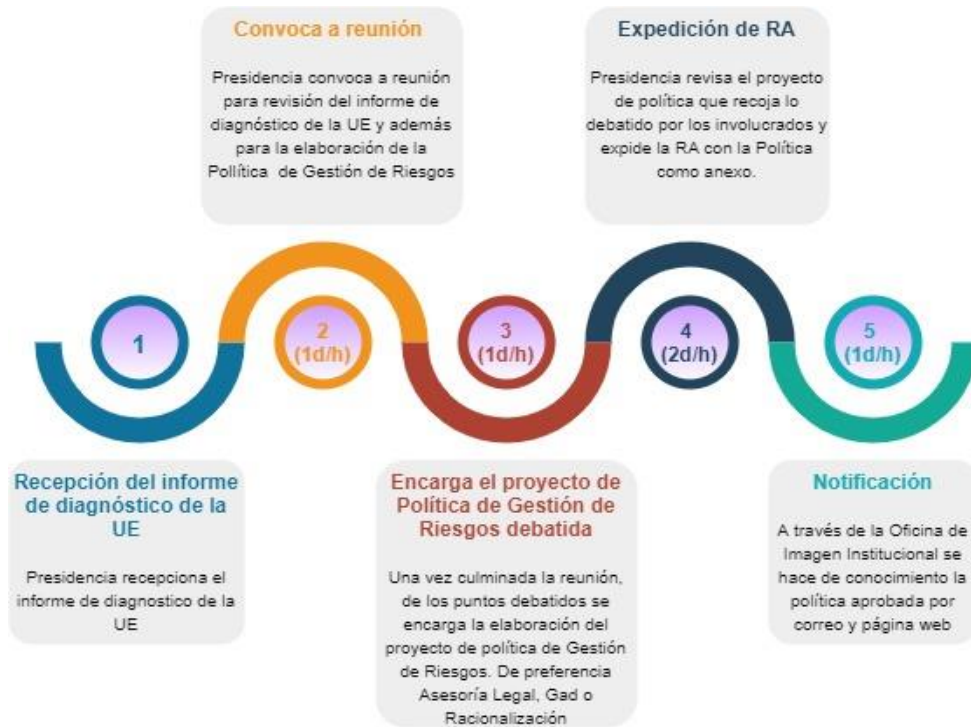 Convoca a reunión
Presidencia convoca a reunión
para revisión del informe de
diagnóstico de la UE y además
para la elaboración de la
Pollítica de Gestión de Riesgos
Expedición de RA
Presidencia revisa el proyecto
de política que recoja lo
debatido por los involucrados y
expide la RA con la Política
como anexo.
1
2
(1d/h)
3
(1d/h)
4
(2d/h)
5
(1d/h)
Recepción del informe
de diagnóstico de la
UE
Presidencia recepciona el
informe de diagnostico de la
UE
Encarga el proyecto de
Política de Gestión de
Riesgos debatida
Una vez culminada la reunión,
de los puntos debatidos se
encarga la elaboración del
proyecto de política de Gestión
de Riesgos. De preferencia
Asesoría Legal, Gad o
Racionalización
Notificación
A través de la Oficina de
Imagen Institucional se
hace de conocimiento la
política aprobada por
correo y página web